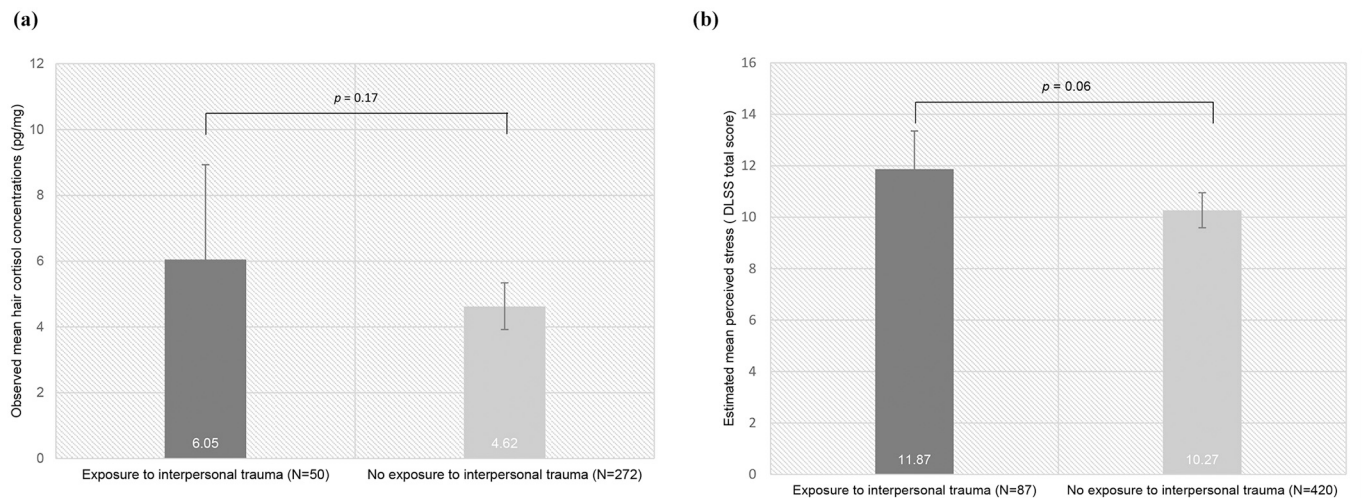 (a)
Observed mean hair cortisol concentrations (pg/mg)
12
10
8
6
4
2
0
p = 0.17
6.05
4.62
Exposure to interpersonal trauma (N=50)
No exposure to interpersonal trauma (N=272)
(b)
Estimated mean perceived stress ( DLSS total score)
16
14
12
10
8
6
4
2
0
p = 0.06
11.87
10.27
Exposure to interpersonal trauma (N=87)
No exposure to interpersonal trauma (N=420)